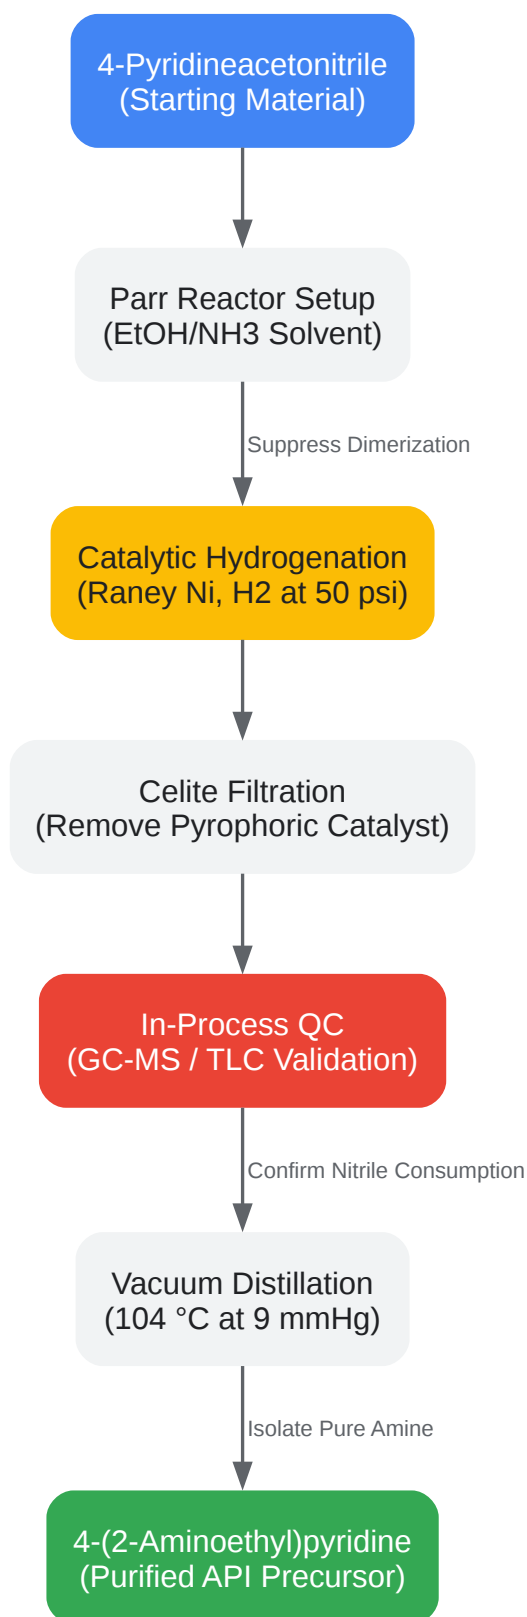 4-Pyridineacetonitrile
(Starting Material)
Parr Reactor Setup
(EtOH/NH3 Solvent)
Suppress Dimerization
Catalytic Hydrogenation
(Raney Ni, H2 at 50 psi)
Celite Filtration
(Remove Pyrophoric Catalyst)
In-Process QC
(GC-MS / TLC Validation)
Confirm Nitrile Consumption
Vacuum Distillation
(104 °C at 9 mmHg)
Isolate Pure Amine
4-(2-Aminoethyl)pyridine
(Purified API Precursor)